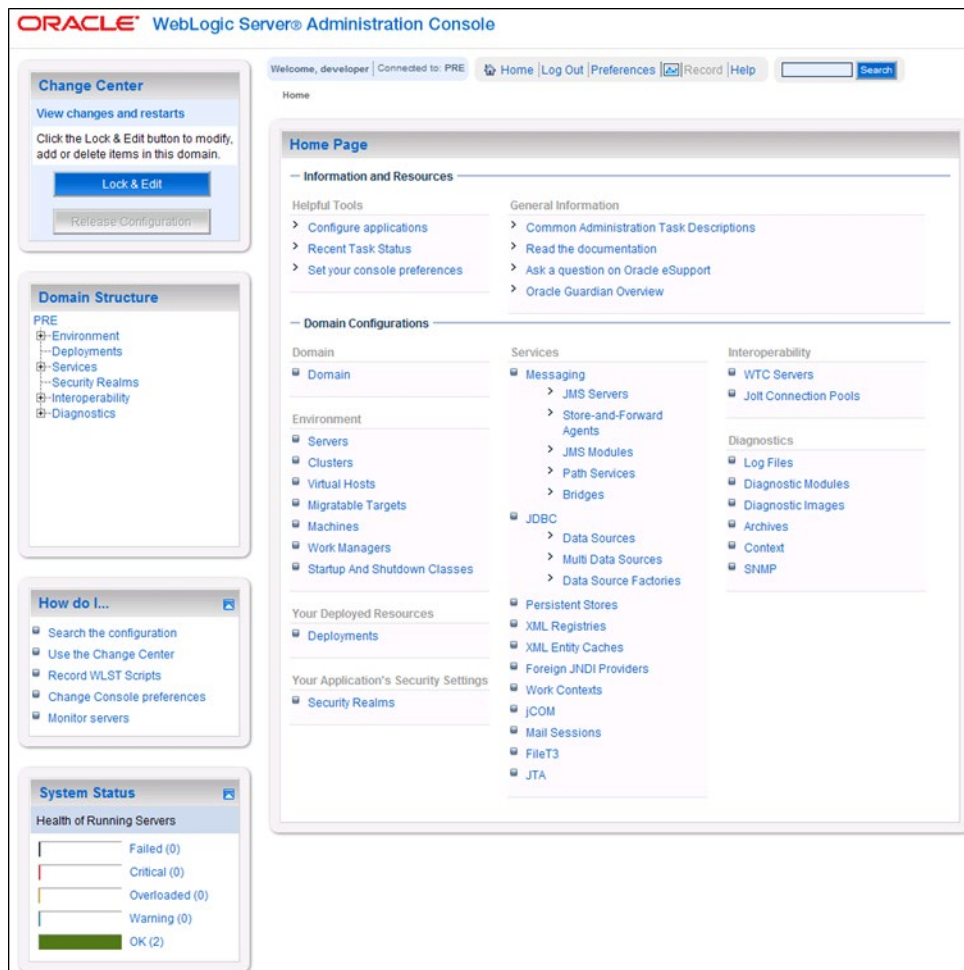 ORACLE® WebLogic Server® Administration Console
Change Center
View changes and restarts
Click the Lock & Edit button to modify,
add or delete items in this domain.
Lock & Edit
Release Configuration
Domain Structure
PRE
Environment
Deployments
Services
Security Realms
Interoperability
Diagnostics
How do I...
Search the configuration
Use the Change Center
Record WLST Scripts
Change Console preferences
Monitor servers
System Status
Health of Running Servers
Failed (0)
Critical (0)
Overloaded (0)
Warning (0)
OK (2)
Welcome, developer Connected to: PRE Home Log Out Preferences Record Help Search
Home
Home Page
Information and Resources
Helpful Tools
Configure applications
Recent Task Status
Set your console preferences
General Information
Common Administration Task Descriptions
Read the documentation
Ask a question on Oracle eSupport
Oracle Guardian Overview
Domain Configurations
Domain
Domain
Environment
Servers
Clusters
Virtual Hosts
Migratable Targets
Machines
Work Managers
Startup And Shutdown Classes
Your Deployed Resources
Deployments
Your Application's Security Settings
Security Realms
Services
Messaging
JMS Servers
Store-and-Forward
Agents
JMS Modules
Path Services
Bridges
JDBC
Data Sources
Multi Data Sources
Data Source Factories
Persistent Stores
XML Registries
XML Entity Caches
Foreign JNDI Providers
Work Contexts
jCOM
Mail Sessions
FileT3
JTA
Interoperability
WTC Servers
Jolt Connection Pools
Diagnostics
Log Files
Diagnostic Modules
Diagnostic Images
Archives
Context
SNMP